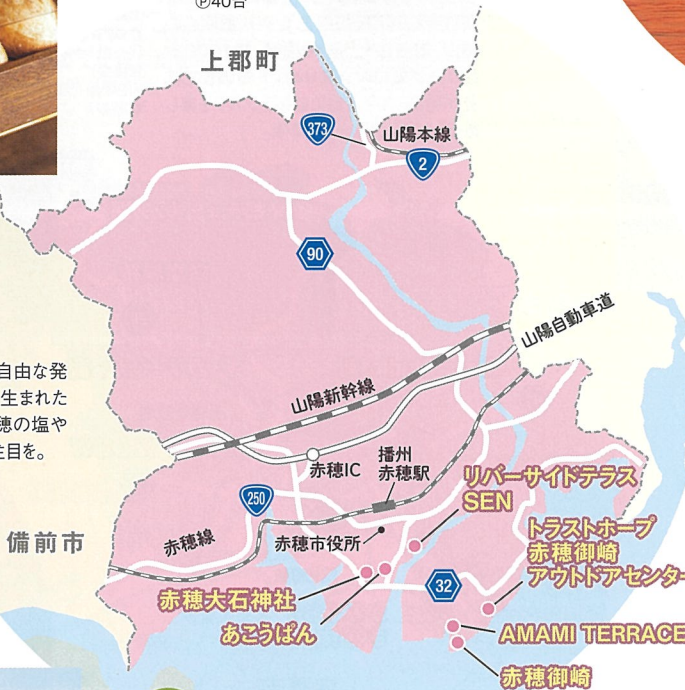 Ⓟ40台
上郡町
373
山陽本線
2
90
山陽自動車道
自由な発
生まれた
穂の塩や
注目を。
山陽新幹線
赤穂IC
播州
赤穂駅
リバーサイドテラス
SEN
250
備前市
赤穂線
赤穂市役所
トラストホープ
赤穂御崎
アウトドアセンター
32
赤穂大石神社
あこうぱん
AMAMI TERRACE
赤穂御崎